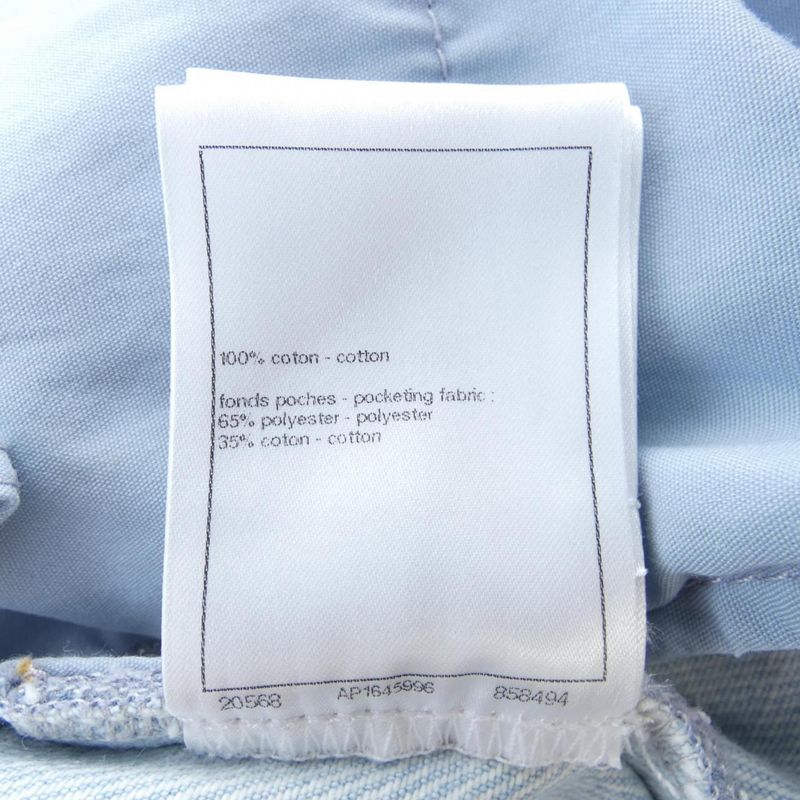 100% coton - cotton
fonds poches - pocketing fabric :
65% polyester - polyester
35% coton - cotton
20568 AP1645996 858494